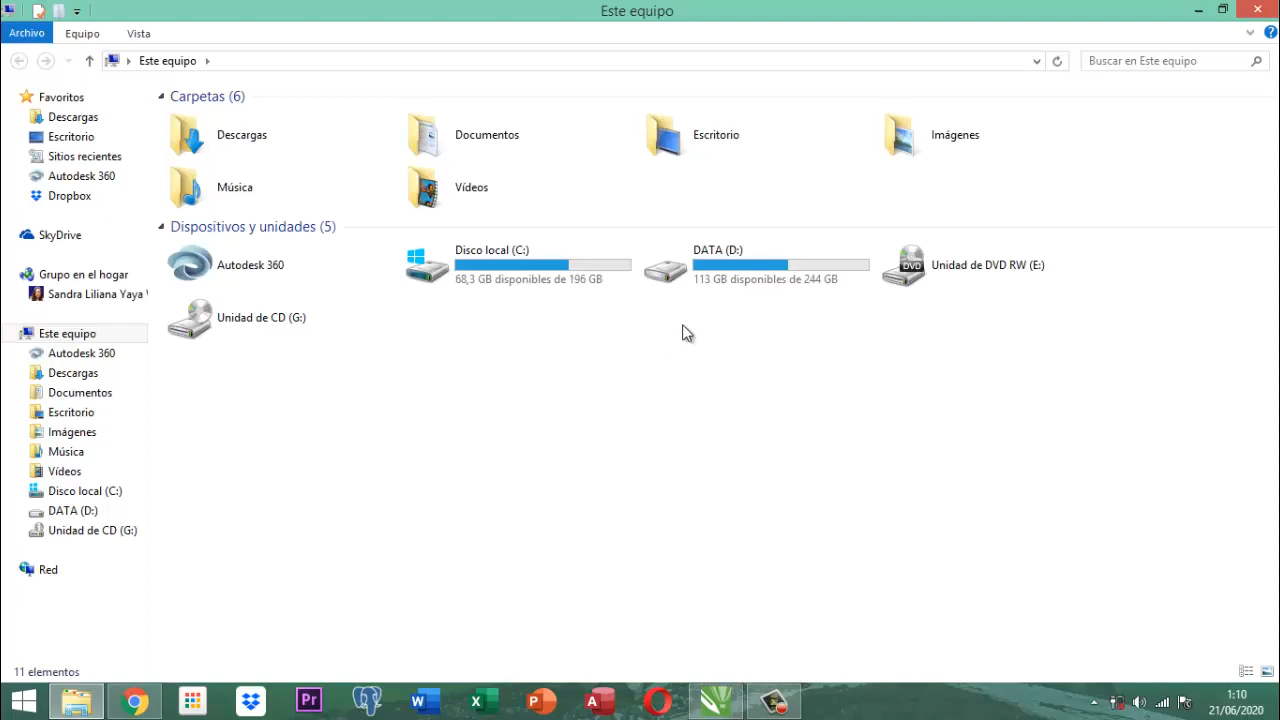 Este equipo
Archivo
Equipo
Vista
Este equipo
Buscar en Este equipo
Favoritos
Descargas
Escritorio
Sitios recientes
Autodesk 360
Dropbox
SkyDrive
Grupo en el hogar
Sandra Liliana Yaya
Este equipo
Autodesk 360
Descargas
Documentos
Escritorio
Imágenes
Música
Vídeos
Disco local (C:)
DATA (D:)
Unidad de CD (G:)
Red
Carpetas (6)
Descargas
Documentos
Escritorio
Imágenes
Música
Vídeos
Dispositivos y unidades (5)
Autodesk 360
Disco local (C:)
68,3 GB disponibles de 196 GB
DATA (D:)
113 GB disponibles de 244 GB
DVD
Unidad de DVD RW (E:)
Unidad de CD (G:)
11 elementos
Pr
W
X
P
A
1:10
21/06/2020